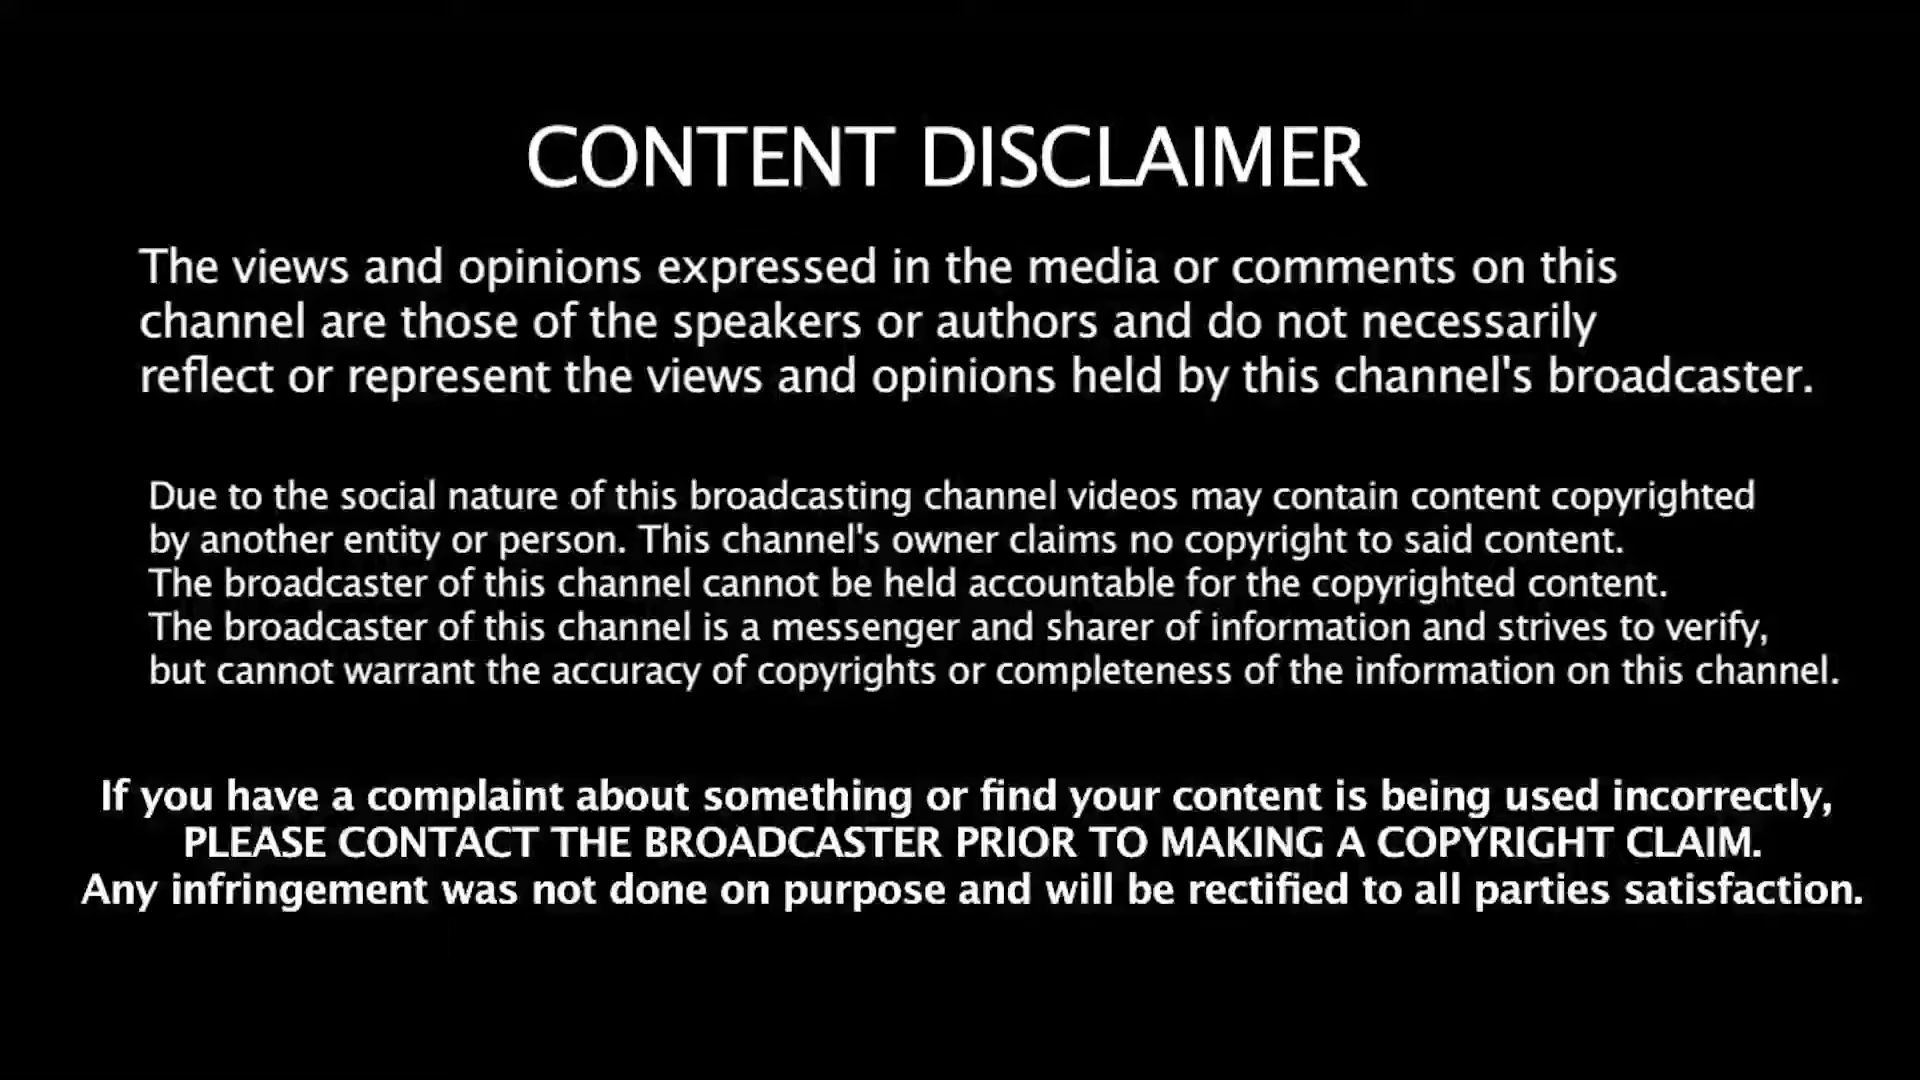 CONTENT DISCLAIMER
The views and opinions expressed in the media or comments on this
channel are those of the speakers or authors and do not necessarily
reflect or represent the views and opinions held by this channel's broadcaster.
Due to the social nature of this broadcasting channel videos may contain content copyrighted
by another entity or person. This channel's owner claims no copyright to said content.
The broadcaster of this channel cannot be held accountable for the copyrighted content.
The broadcaster of this channel is a messenger and sharer of information and strives to verify,
but cannot warrant the accuracy of copyrights or completeness of the information on this channel.
If you have a complaint about something or find your content is being used incorrectly,
PLEASE CONTACT THE BROADCASTER PRIOR TO MAKING A COPYRIGHT CLAIM.
Any infringement was not done on purpose and will be rectified to all parties satisfaction.